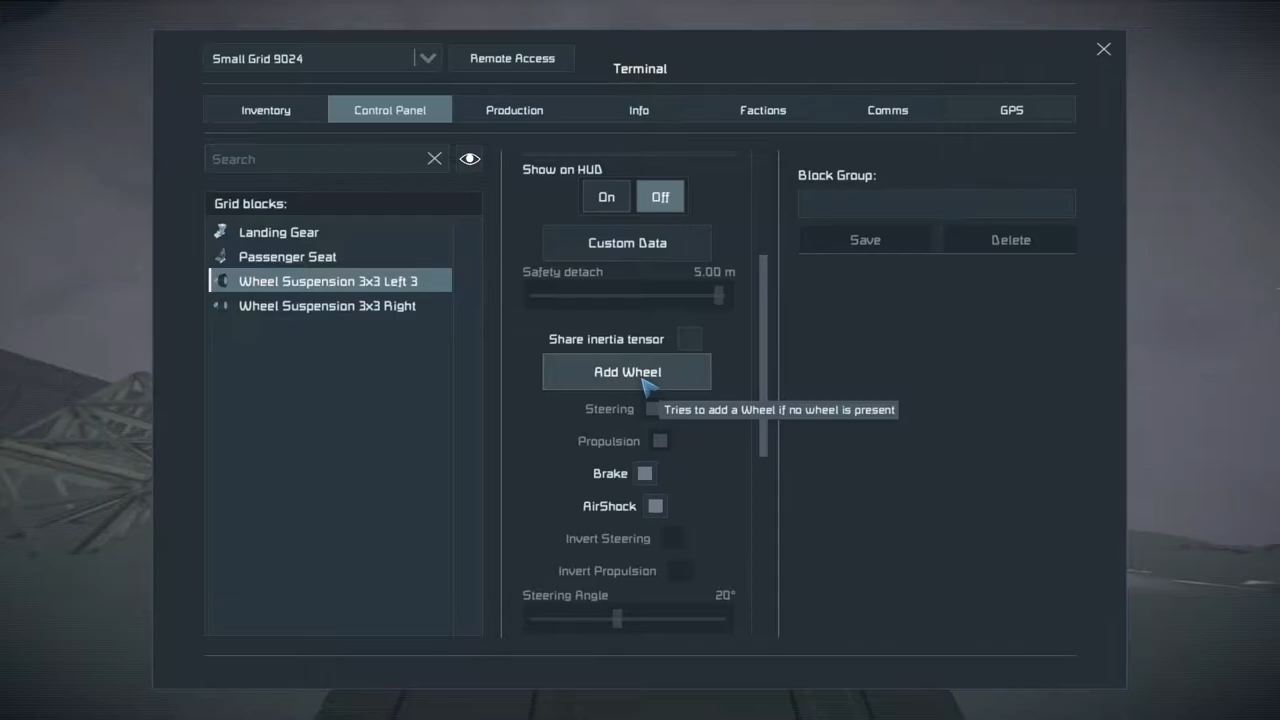 Small Grid 9024
Remote Access
Terminal
Inventory
Control Panel
Production
Info
Factions
Comms
GPS
Search
Grid blocks:
Landing Gear
Passenger Seat
Wheel Suspension 3x3 Left 3
Wheel Suspension 3x3 Right
Show on HUD
On
Off
Custom Data
Safety detach
5.00 m
Share inertia tensor
Add Wheel
Steering
Tries to add a Wheel if no wheel is present
Propulsion
Brake
AirShock
Invert Steering
Invert Propulsion
Steering Angle
20°
Block Group:
Save
Delete